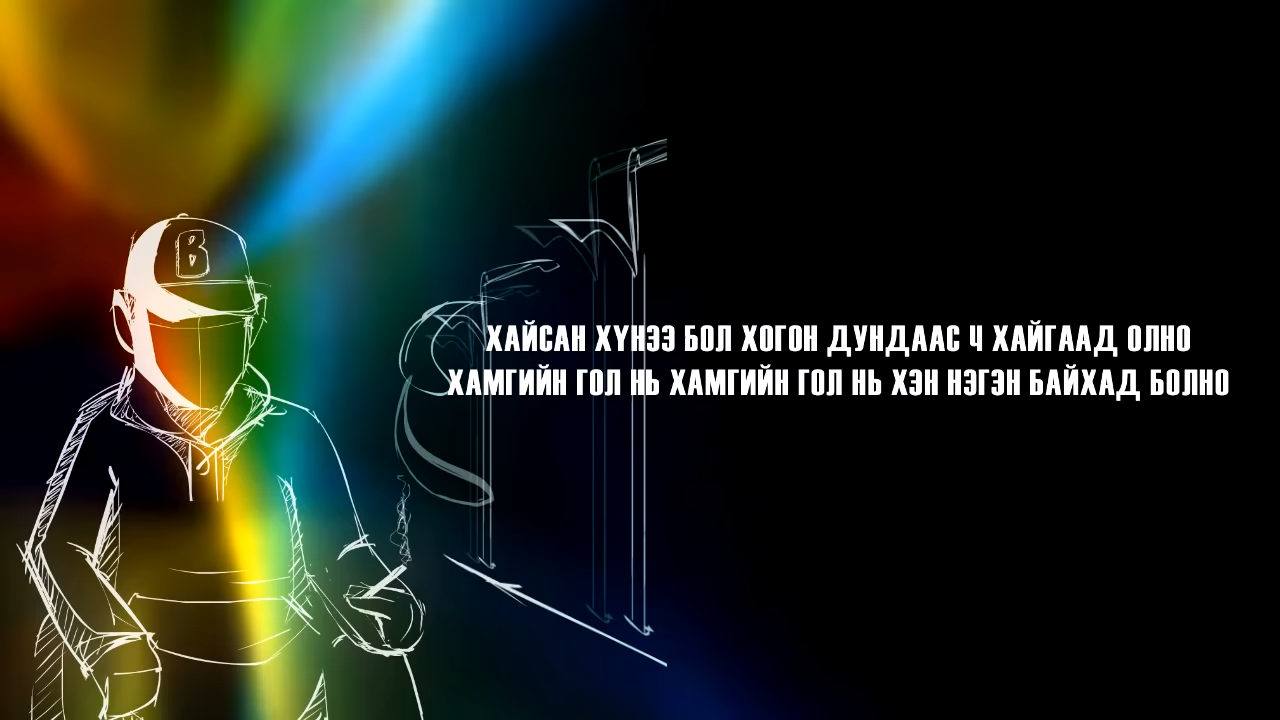 B
ХАЙСАН ХҮНЭЭ БОЛ ХОГОН ДУНДААС Ч ХАЙГААД ОЛНО
ХАМГИЙН ГОЛ НЬ ХАМГИЙН ГОЛ НЬ ХЭН НЭГЭН БАЙХАД БОЛНО